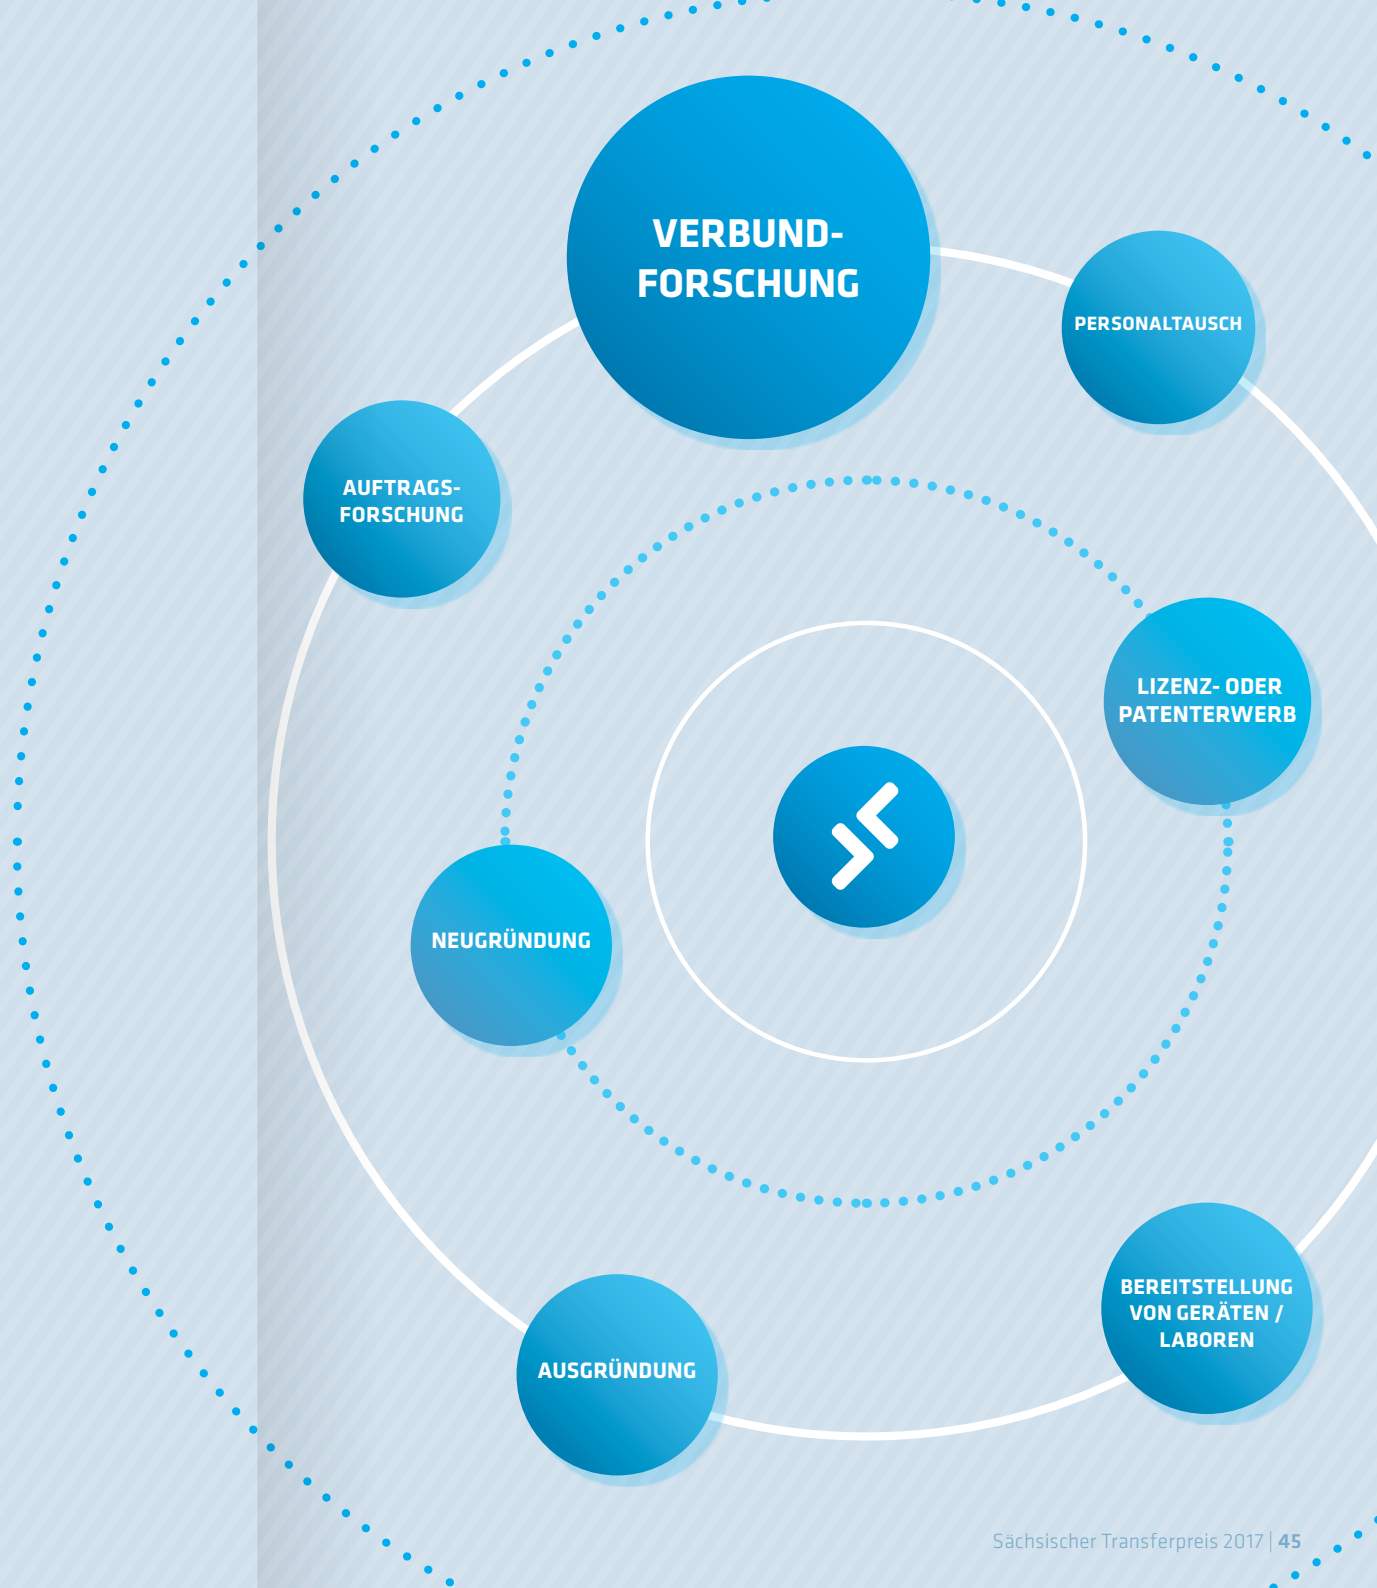 VERBUND-
FORSCHUNG
PERSONALTAUSCH
AUFTRAGS-
FORSCHUNG
LIZENZ- ODER
PATENTERWERB
NEUGRÜNDUNG
BEREITSTELLUNG
VON GERÄTEN /
LABOREN
AUSGRÜNDUNG
Sächsischer Transferpreis 2017 | 45